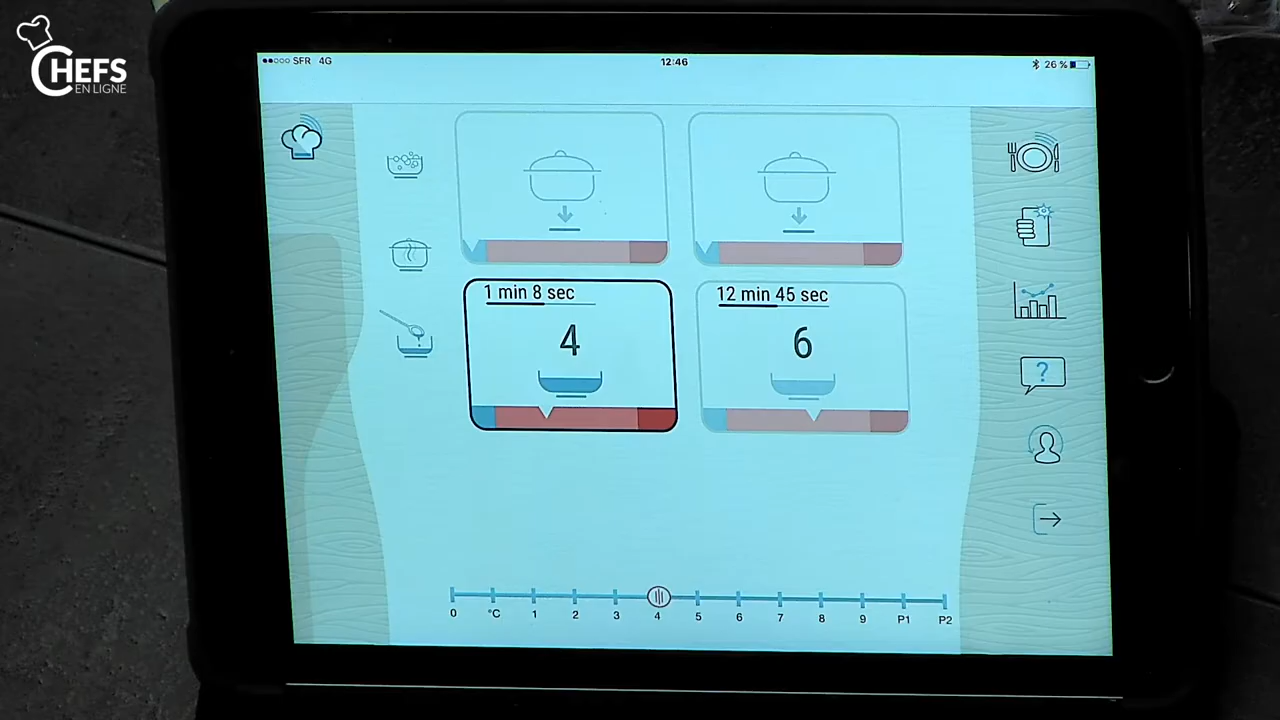 CHEFS
EN LIGNE
SFR 4G
12:46
26 %
1 min 8 sec
4
12 min 45 sec
6
?
0 °C 1 2 3 4 5 6 7 8 9 P1 P2